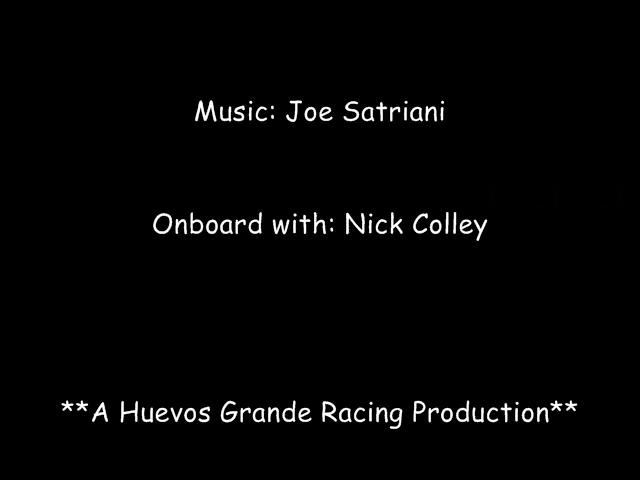 Music: Joe Satriani
Onboard with: Nick Colley
**A Huevos Grande Racing Production**